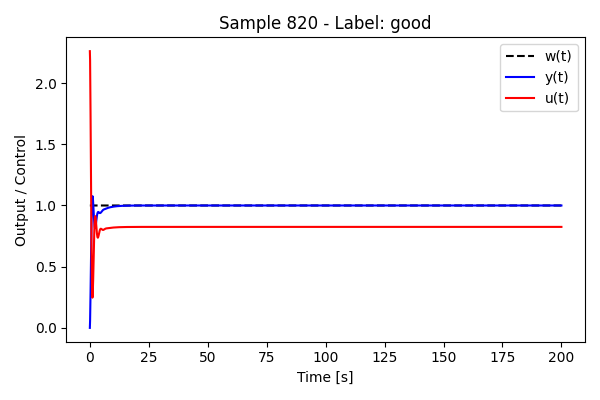 Sample 820 - Label: good
w(t)
y(t)
u(t)
Output / Control
2.0
1.5
1.0
0.5
0.0
0 25 50 75 100 125 150 175 200
Time [s]